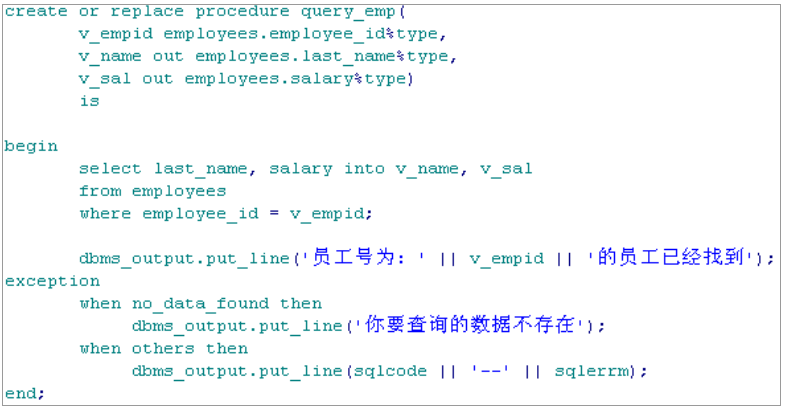 create or replace procedure query_emp(
v_empid employees.employee_id%type,
v_name out employees.last_name%type,
v_sal out employees.salary%type)
is
begin
select last_name, salary into v_name, v_sal
from employees
where employee_id = v_empid;
dbms_output.put_line('员工号为: ' || v_empid || '的员工已经找到');
exception
when no_data_found then
dbms_output.put_line('你要查询的数据不存在');
when others then
dbms_output.put_line(sqlcode || '--' || sqlerrm);
end;